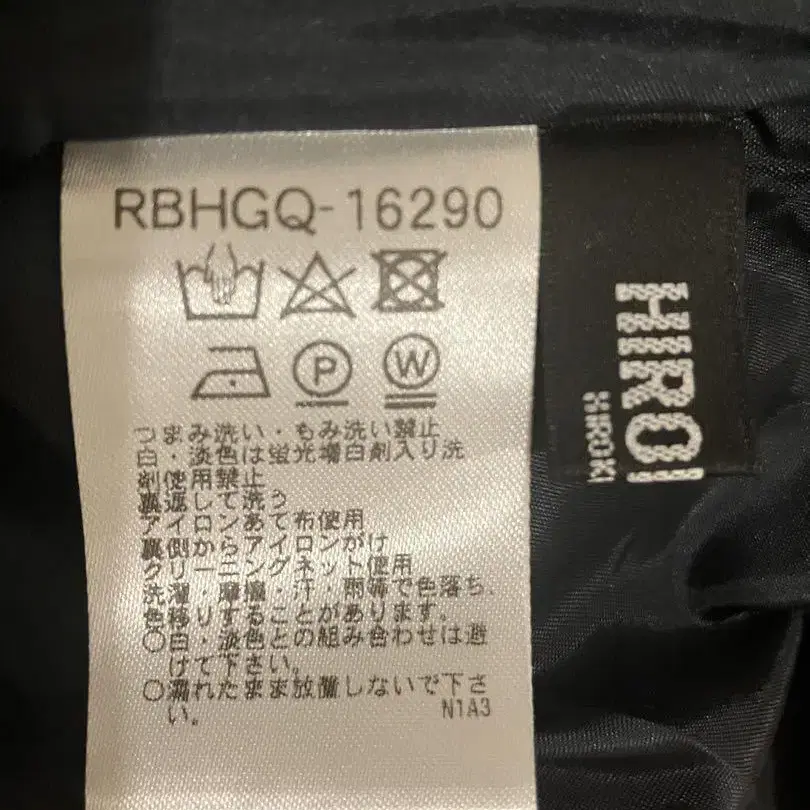 RBHGQ-16290
P W
つまみ洗い・もみ洗い禁止
白・淡色は蛍光増白剤入り洗
剤使用禁止
裏返して洗う
アイロンあて布使用
裏側からアイロンがけ
クリーニングネット使用
洗濯・摩擦・汗・雨等で色落ち、
色移りすることがあります。
〇白・淡色との組み合わせは避
けて下さい。
〇濡れたまま放置しないで下さ
い。 N1A3
HIRO
HIROKI